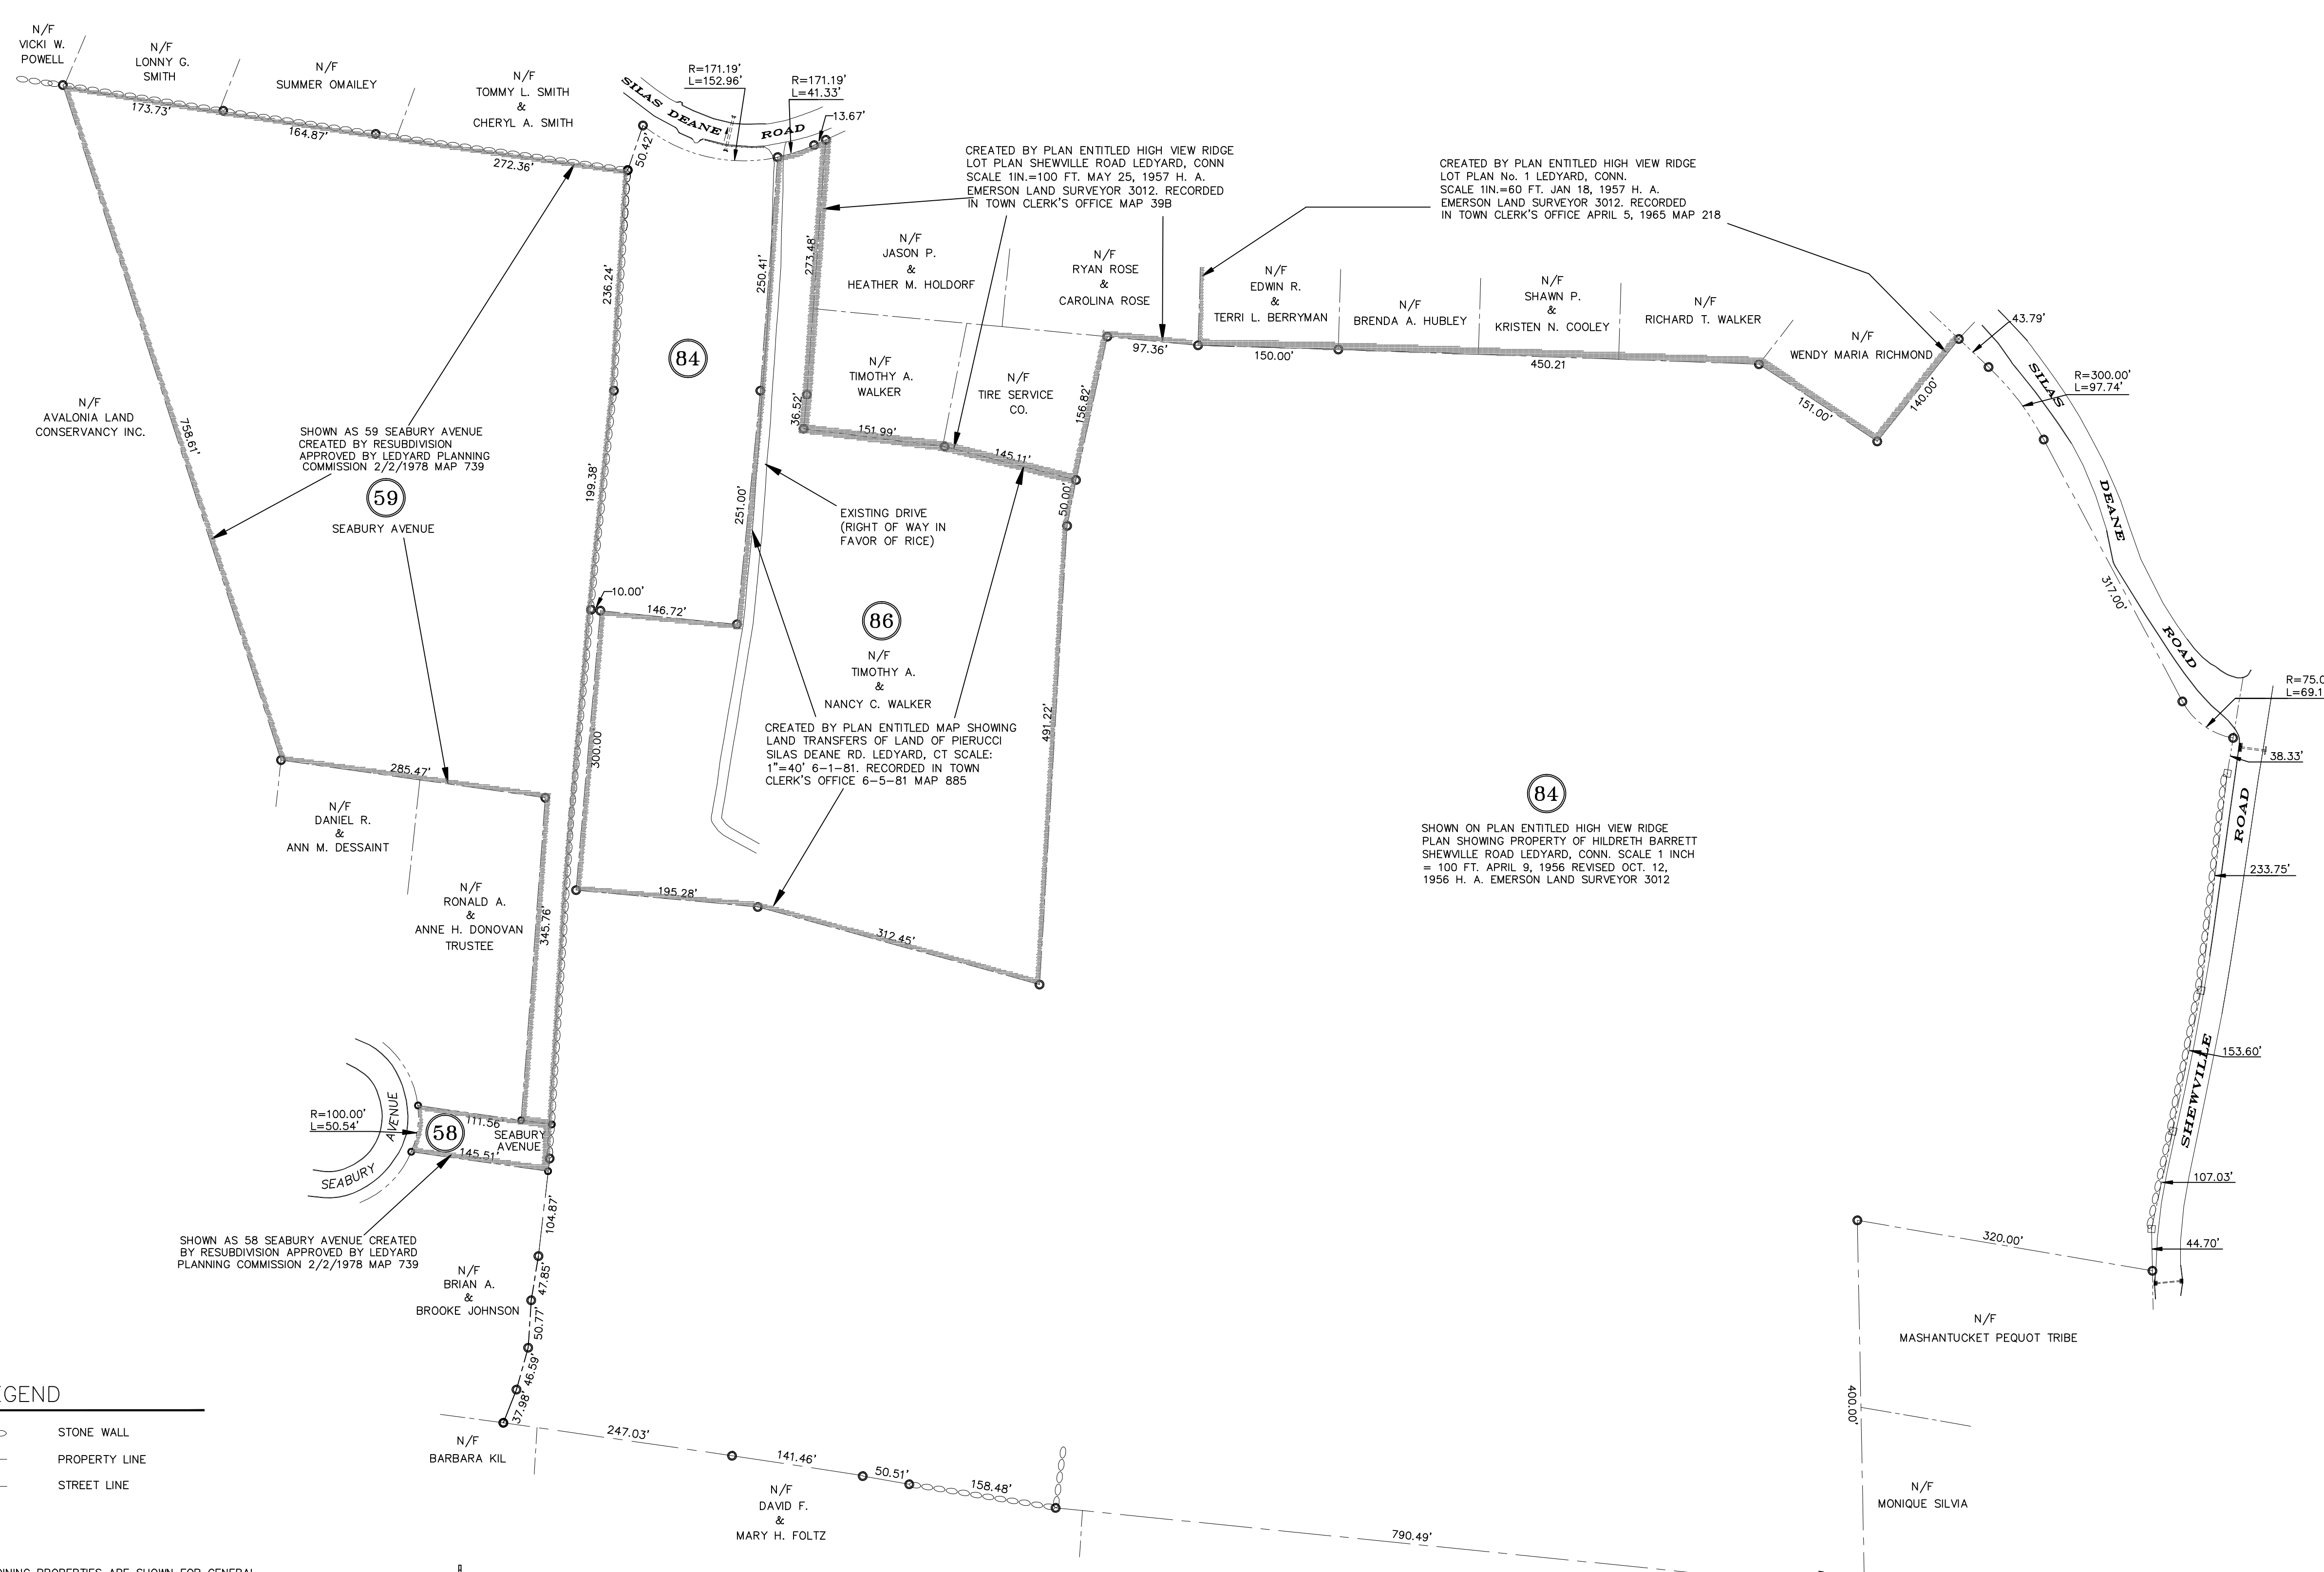 N/F
VICKI W.
POWELL
N/F
LONNY G.
SMITH
N/F
SUMMER OMAILEY
N/F
TOMMY L. SMITH
&
CHERYL A. SMITH
173.73'
164.87'
272.36'
50.42'
R=171.19'
L=152.96'
R=171.19'
L=41.33'
13.67'
SILAS DEANE ROAD
CREATED BY PLAN ENTITLED HIGH VIEW RIDGE
LOT PLAN SHEWVILLE ROAD LEDYARD, CONN
SCALE 1IN.=100 FT. MAY 25, 1957 H. A.
EMERSON LAND SURVEYOR 3012. RECORDED
IN TOWN CLERK'S OFFICE MAP 39B
CREATED BY PLAN ENTITLED HIGH VIEW RIDGE
LOT PLAN No. 1 LEDYARD, CONN.
SCALE 1IN.=60 FT. JAN 18, 1957 H. A.
EMERSON LAND SURVEYOR 3012. RECORDED
IN TOWN CLERK'S OFFICE APRIL 5, 1965 MAP 218
236.24'
250.41'
273.48'
N/F
JASON P.
&
HEATHER M. HOLDORF
N/F
RYAN ROSE
&
CAROLINA ROSE
N/F
EDWIN R.
&
TERRI L. BERRYMAN
N/F
BRENDA A. HUBLEY
N/F
SHAWN P.
&
KRISTEN N. COOLEY
N/F
RICHARD T. WALKER
N/F
WENDY MARIA RICHMOND
43.79'
R=300.00'
L=97.74'
97.36'
150.00'
450.21
151.00'
140.00'
SILAS
DEANE
ROAD
317.00'
84
N/F
TIMOTHY A.
WALKER
N/F
TIRE SERVICE
CO.
36.52'
151.99'
145.11'
156.82'
50.00'
N/F
AVALONIA LAND
CONSERVANCY INC.
758.61'
SHOWN AS 59 SEABURY AVENUE
CREATED BY RESUBDIVISION
APPROVED BY LEDYARD PLANNING
COMMISSION 2/2/1978 MAP 739
59
SEABURY AVENUE
199.38'
251.00'
EXISTING DRIVE
(RIGHT OF WAY IN
FAVOR OF RICE)
10.00'
146.72'
86
N/F
TIMOTHY A.
&
NANCY C. WALKER
CREATED BY PLAN ENTITLED MAP SHOWING
LAND TRANSFERS OF LAND OF PIERUCCI
SILAS DEANE RD. LEDYARD, CT SCALE:
1"=40' 6-1-81. RECORDED IN TOWN
CLERK'S OFFICE 6-5-81 MAP 885
300.00'
491.22'
195.28'
312.45'
R=75.0
L=69.1
38.33'
233.75'
153.60'
107.03'
44.70'
SHEWVILLE
ROAD
84
SHOWN ON PLAN ENTITLED HIGH VIEW RIDGE
PLAN SHOWING PROPERTY OF HILDRETH BARRETT
SHEWVILLE ROAD LEDYARD, CONN. SCALE 1 INCH
= 100 FT. APRIL 9, 1956 REVISED OCT. 12,
1956 H. A. EMERSON LAND SURVEYOR 3012
285.47'
N/F
DANIEL R.
&
ANN M. DESSAINT
N/F
RONALD A.
&
ANNE H. DONOVAN
TRUSTEE
345.76'
R=100.00'
L=50.54'
SEABURY
AVENUE
111.56'
58
SEABURY
AVENUE
145.51'
SHOWN AS 58 SEABURY AVENUE CREATED
BY RESUBDIVISION APPROVED BY LEDYARD
PLANNING COMMISSION 2/2/1978 MAP 739
104.87'
47.85'
50.77'
46.59'
37.98'
N/F
BRIAN A.
&
BROOKE JOHNSON
N/F
BARBARA KIL
247.03'
141.46'
50.51'
158.48'
790.49'
N/F
DAVID F.
&
MARY H. FOLTZ
320.00'
400.00'
N/F
MASHANTUCKET PEQUOT TRIBE
N/F
MONIQUE SILVIA
EGEND
STONE WALL
PROPERTY LINE
STREET LINE
INING PROPERTIES ARE SHOWN FOR GENERAL